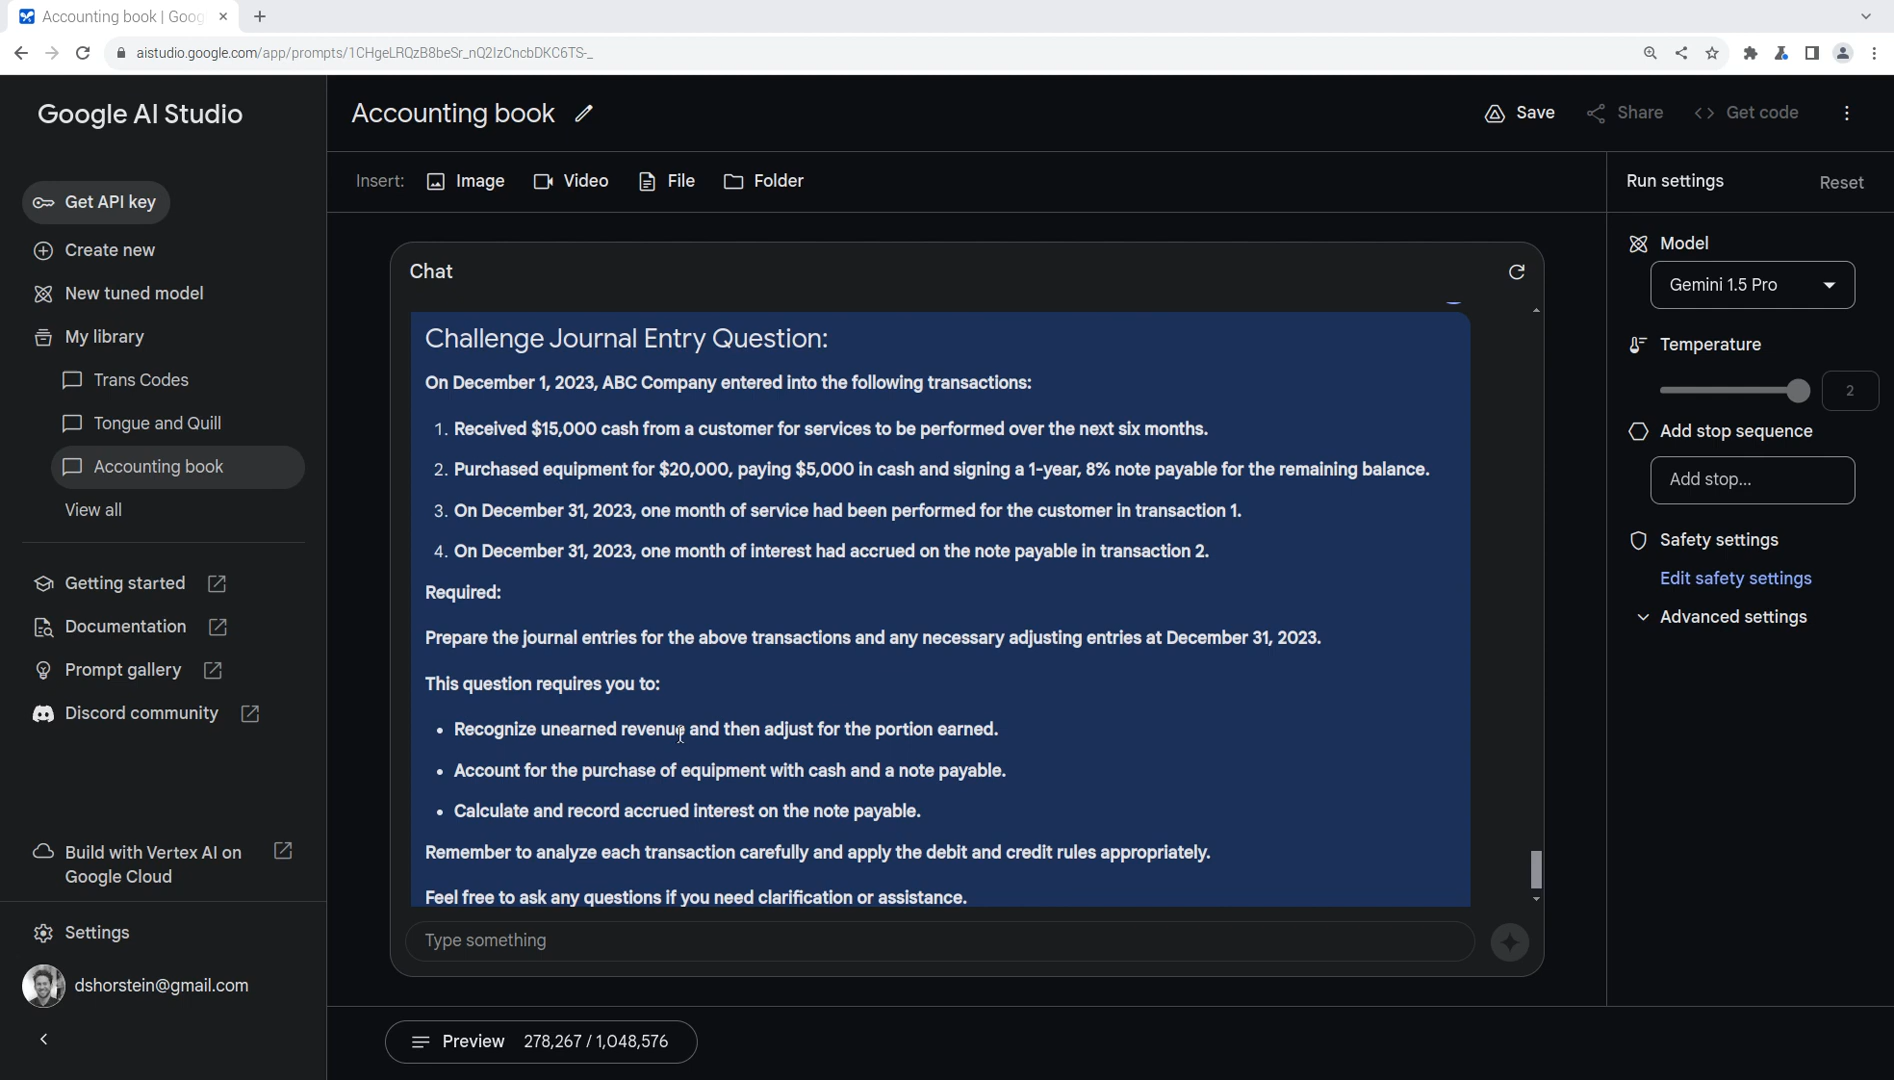 Accounting book | Goog
aistudio.google.com/app/prompts/1CHgeLRQzB8beSr_nQ2IzCncbDKC6TS-_
Google AI Studio
Get API key
Create new
New tuned model
My library
Trans Codes
Tongue and Quill
Accounting book
View all
Getting started
Documentation
Prompt gallery
Discord community
Build with Vertex AI on
Google Cloud
Settings
dshorstein@gmail.com
Accounting book
Save
Share
Get code
Insert:
Image
Video
File
Folder
Chat
Challenge Journal Entry Question:
On December 1, 2023, ABC Company entered into the following transactions:
1. Received $15,000 cash from a customer for services to be performed over the next six months.
2. Purchased equipment for $20,000, paying $5,000 in cash and signing a 1-year, 8% note payable for the remaining balance.
3. On December 31, 2023, one month of service had been performed for the customer in transaction 1.
4. On December 31, 2023, one month of interest had accrued on the note payable in transaction 2.
Required:
Prepare the journal entries for the above transactions and any necessary adjusting entries at December 31, 2023.
This question requires you to:
• Recognize unearned revenue and then adjust for the portion earned.
• Account for the purchase of equipment with cash and a note payable.
• Calculate and record accrued interest on the note payable.
Remember to analyze each transaction carefully and apply the debit and credit rules appropriately.
Feel free to ask any questions if you need clarification or assistance.
Type something
Preview 278,267 / 1,048,576
Run settings
Reset
Model
Gemini 1.5 Pro
Temperature
2
Add stop sequence
Add stop...
Safety settings
Edit safety settings
Advanced settings